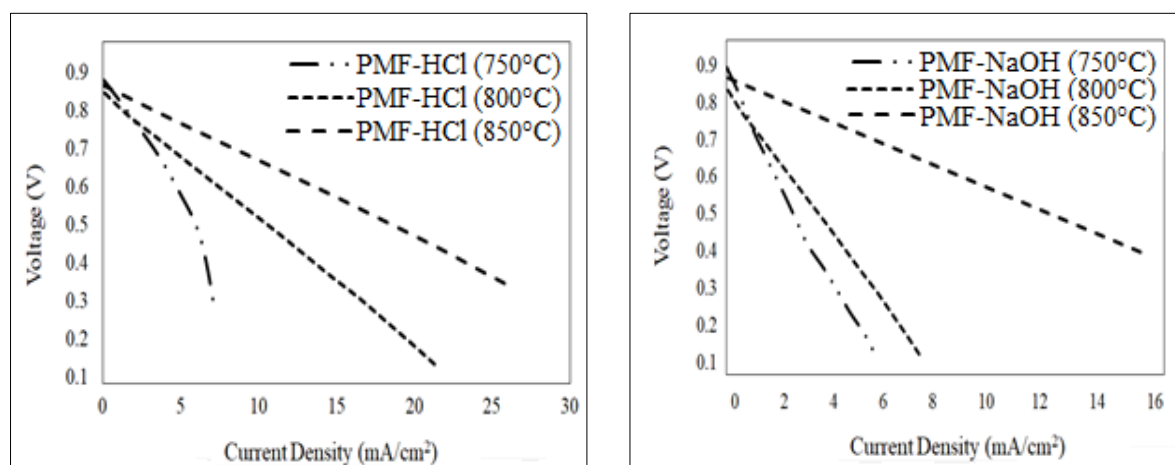 PMF-HCl (750°C)
PMF-HCl (800°C)
PMF-HCl (850°C)
0.9
0.8
0.7
0.6
0.5
0.4
0.3
0.2
0.1
Voltage (V)
0 5 10 15 20 25 30
Current Density (mA/cm²)
PMF-NaOH (750°C)
PMF-NaOH (800°C)
PMF-NaOH (850°C)
0.9
0.8
0.7
0.6
0.5
0.4
0.3
0.2
0.1
Voltage (V)
0 2 4 6 8 10 12 14 16
Current Density (mA/cm²)